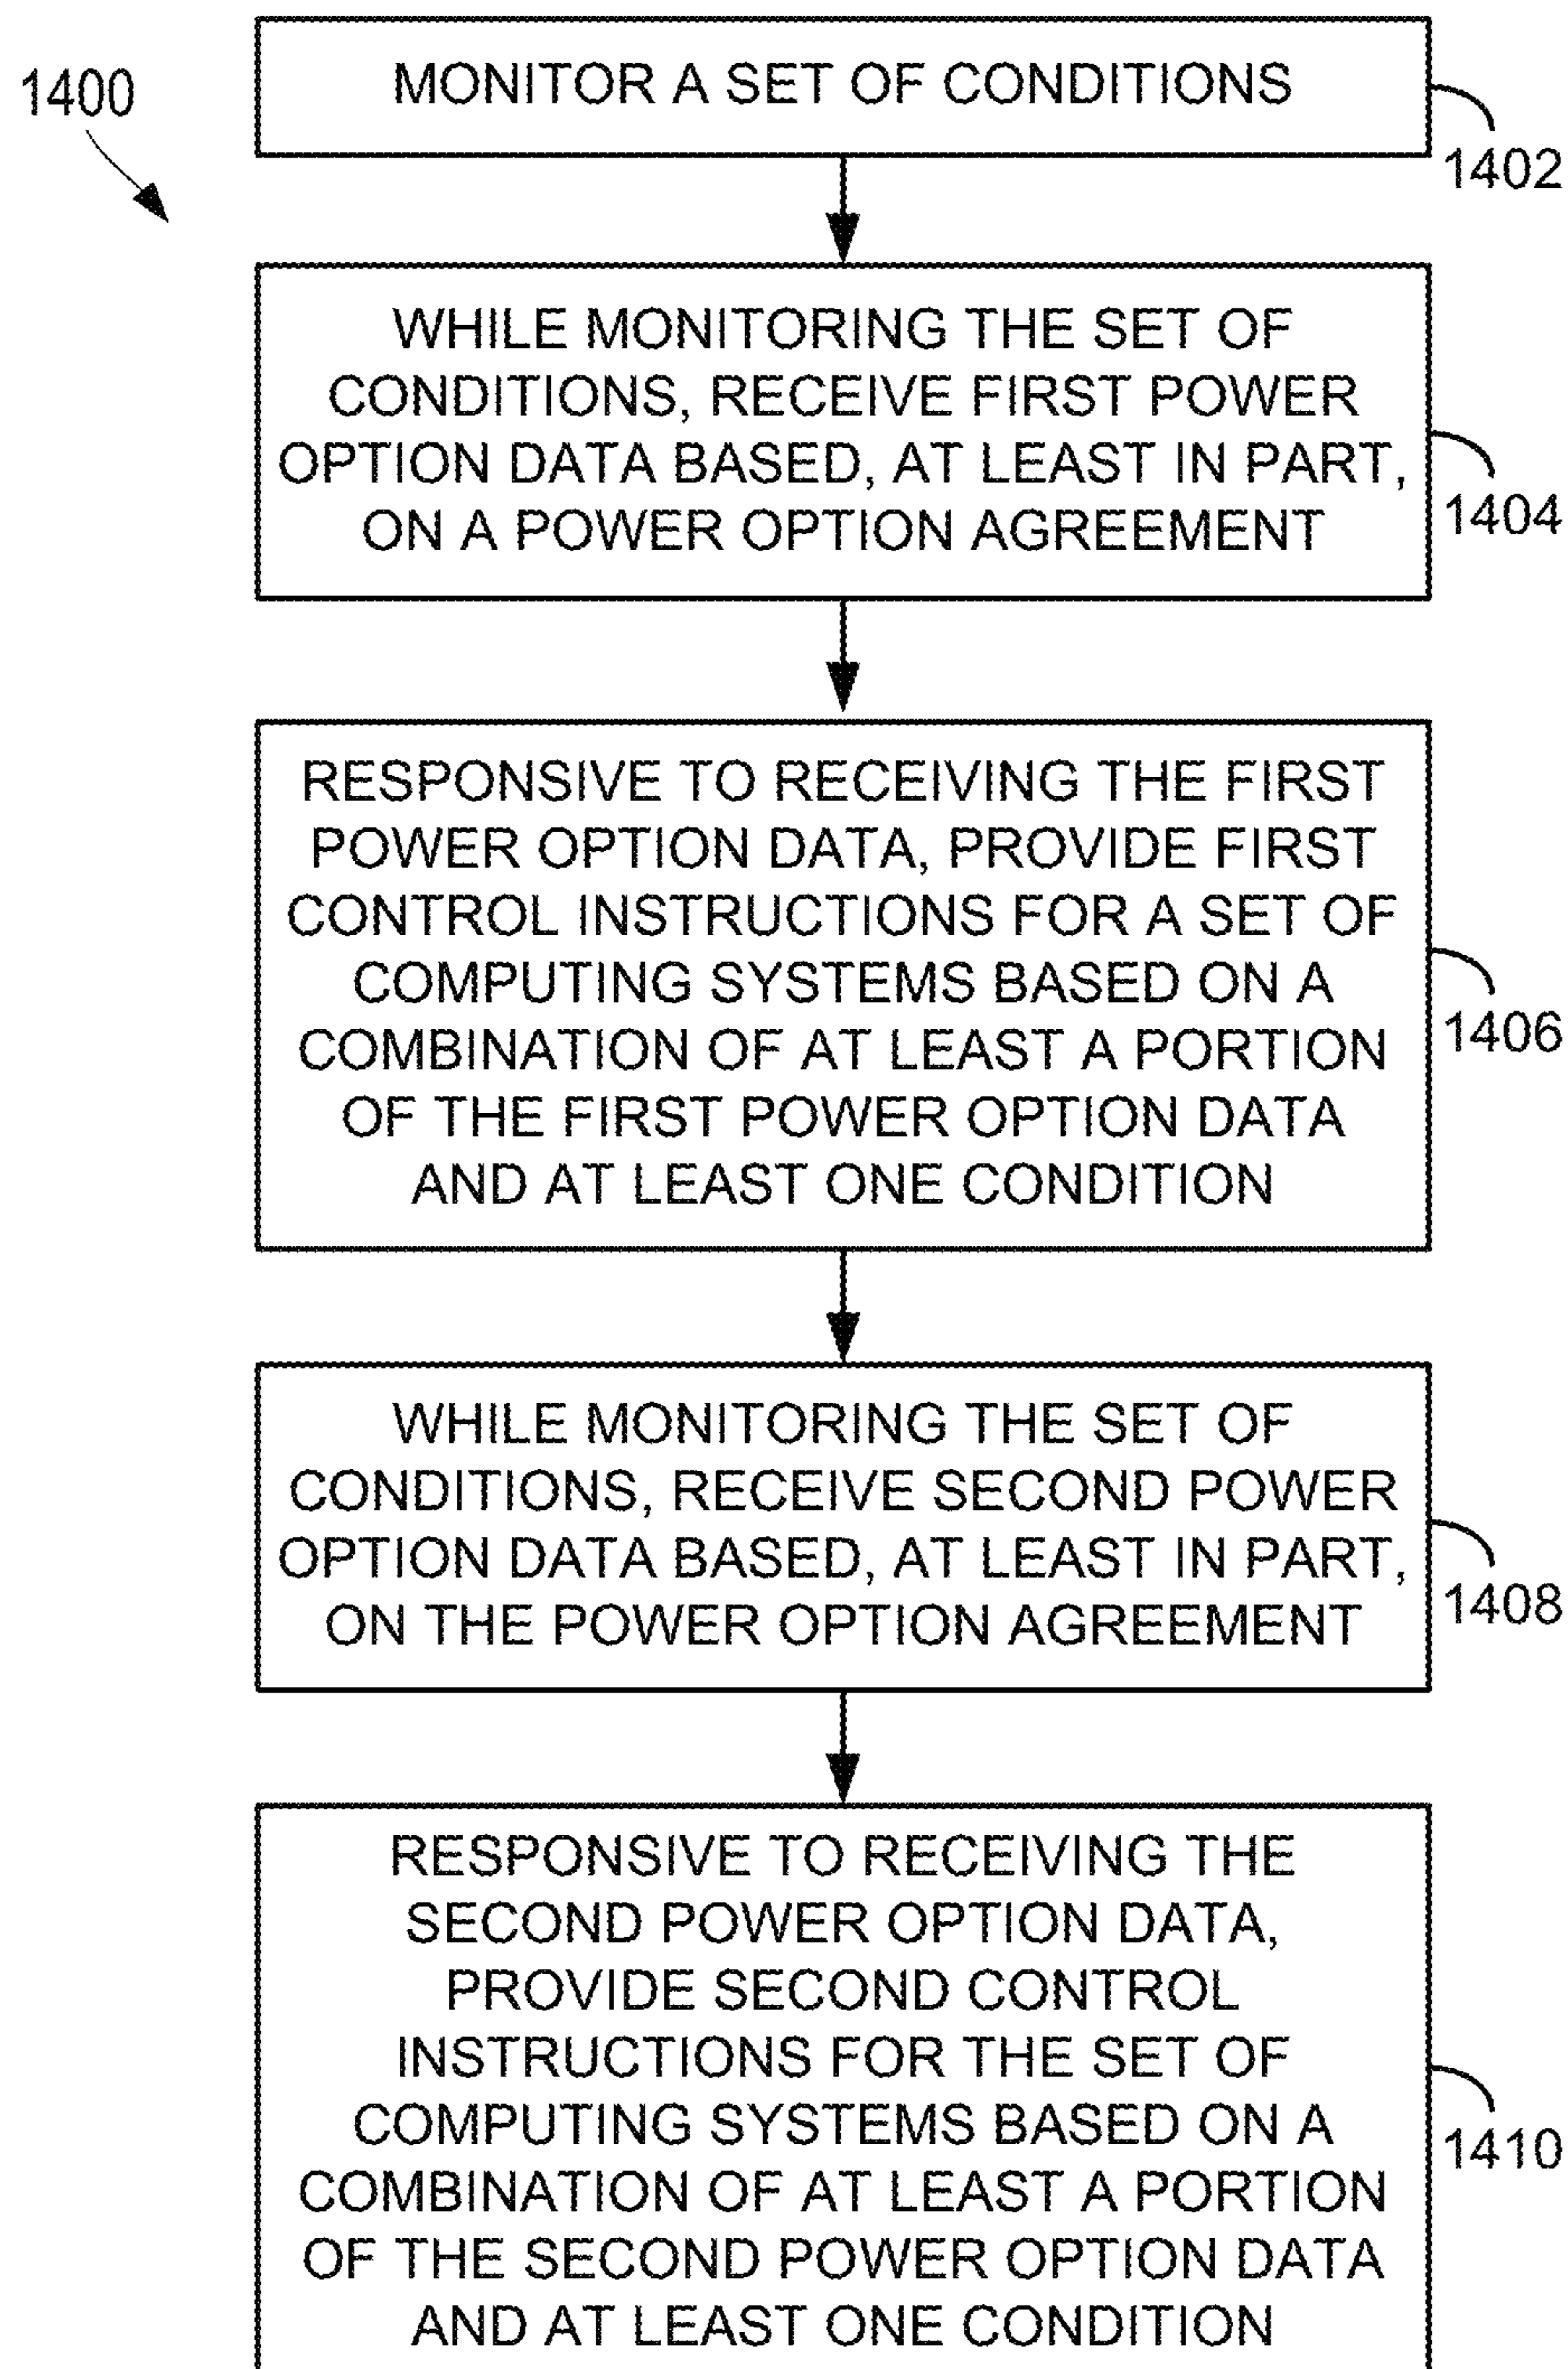 1400
MONITOR A SET OF CONDITIONS
1402
WHILE MONITORING THE SET OF
CONDITIONS, RECEIVE FIRST POWER
OPTION DATA BASED, AT LEAST IN PART,
ON A POWER OPTION AGREEMENT
1404
RESPONSIVE TO RECEIVING THE FIRST
POWER OPTION DATA, PROVIDE FIRST
CONTROL INSTRUCTIONS FOR A SET OF
COMPUTING SYSTEMS BASED ON A
COMBINATION OF AT LEAST A PORTION
OF THE FIRST POWER OPTION DATA
AND AT LEAST ONE CONDITION
1406
WHILE MONITORING THE SET OF
CONDITIONS, RECEIVE SECOND POWER
OPTION DATA BASED, AT LEAST IN PART,
ON THE POWER OPTION AGREEMENT
1408
RESPONSIVE TO RECEIVING THE
SECOND POWER OPTION DATA,
PROVIDE SECOND CONTROL
INSTRUCTIONS FOR THE SET OF
COMPUTING SYSTEMS BASED ON A
COMBINATION OF AT LEAST A PORTION
OF THE SECOND POWER OPTION DATA
AND AT LEAST ONE CONDITION
1410